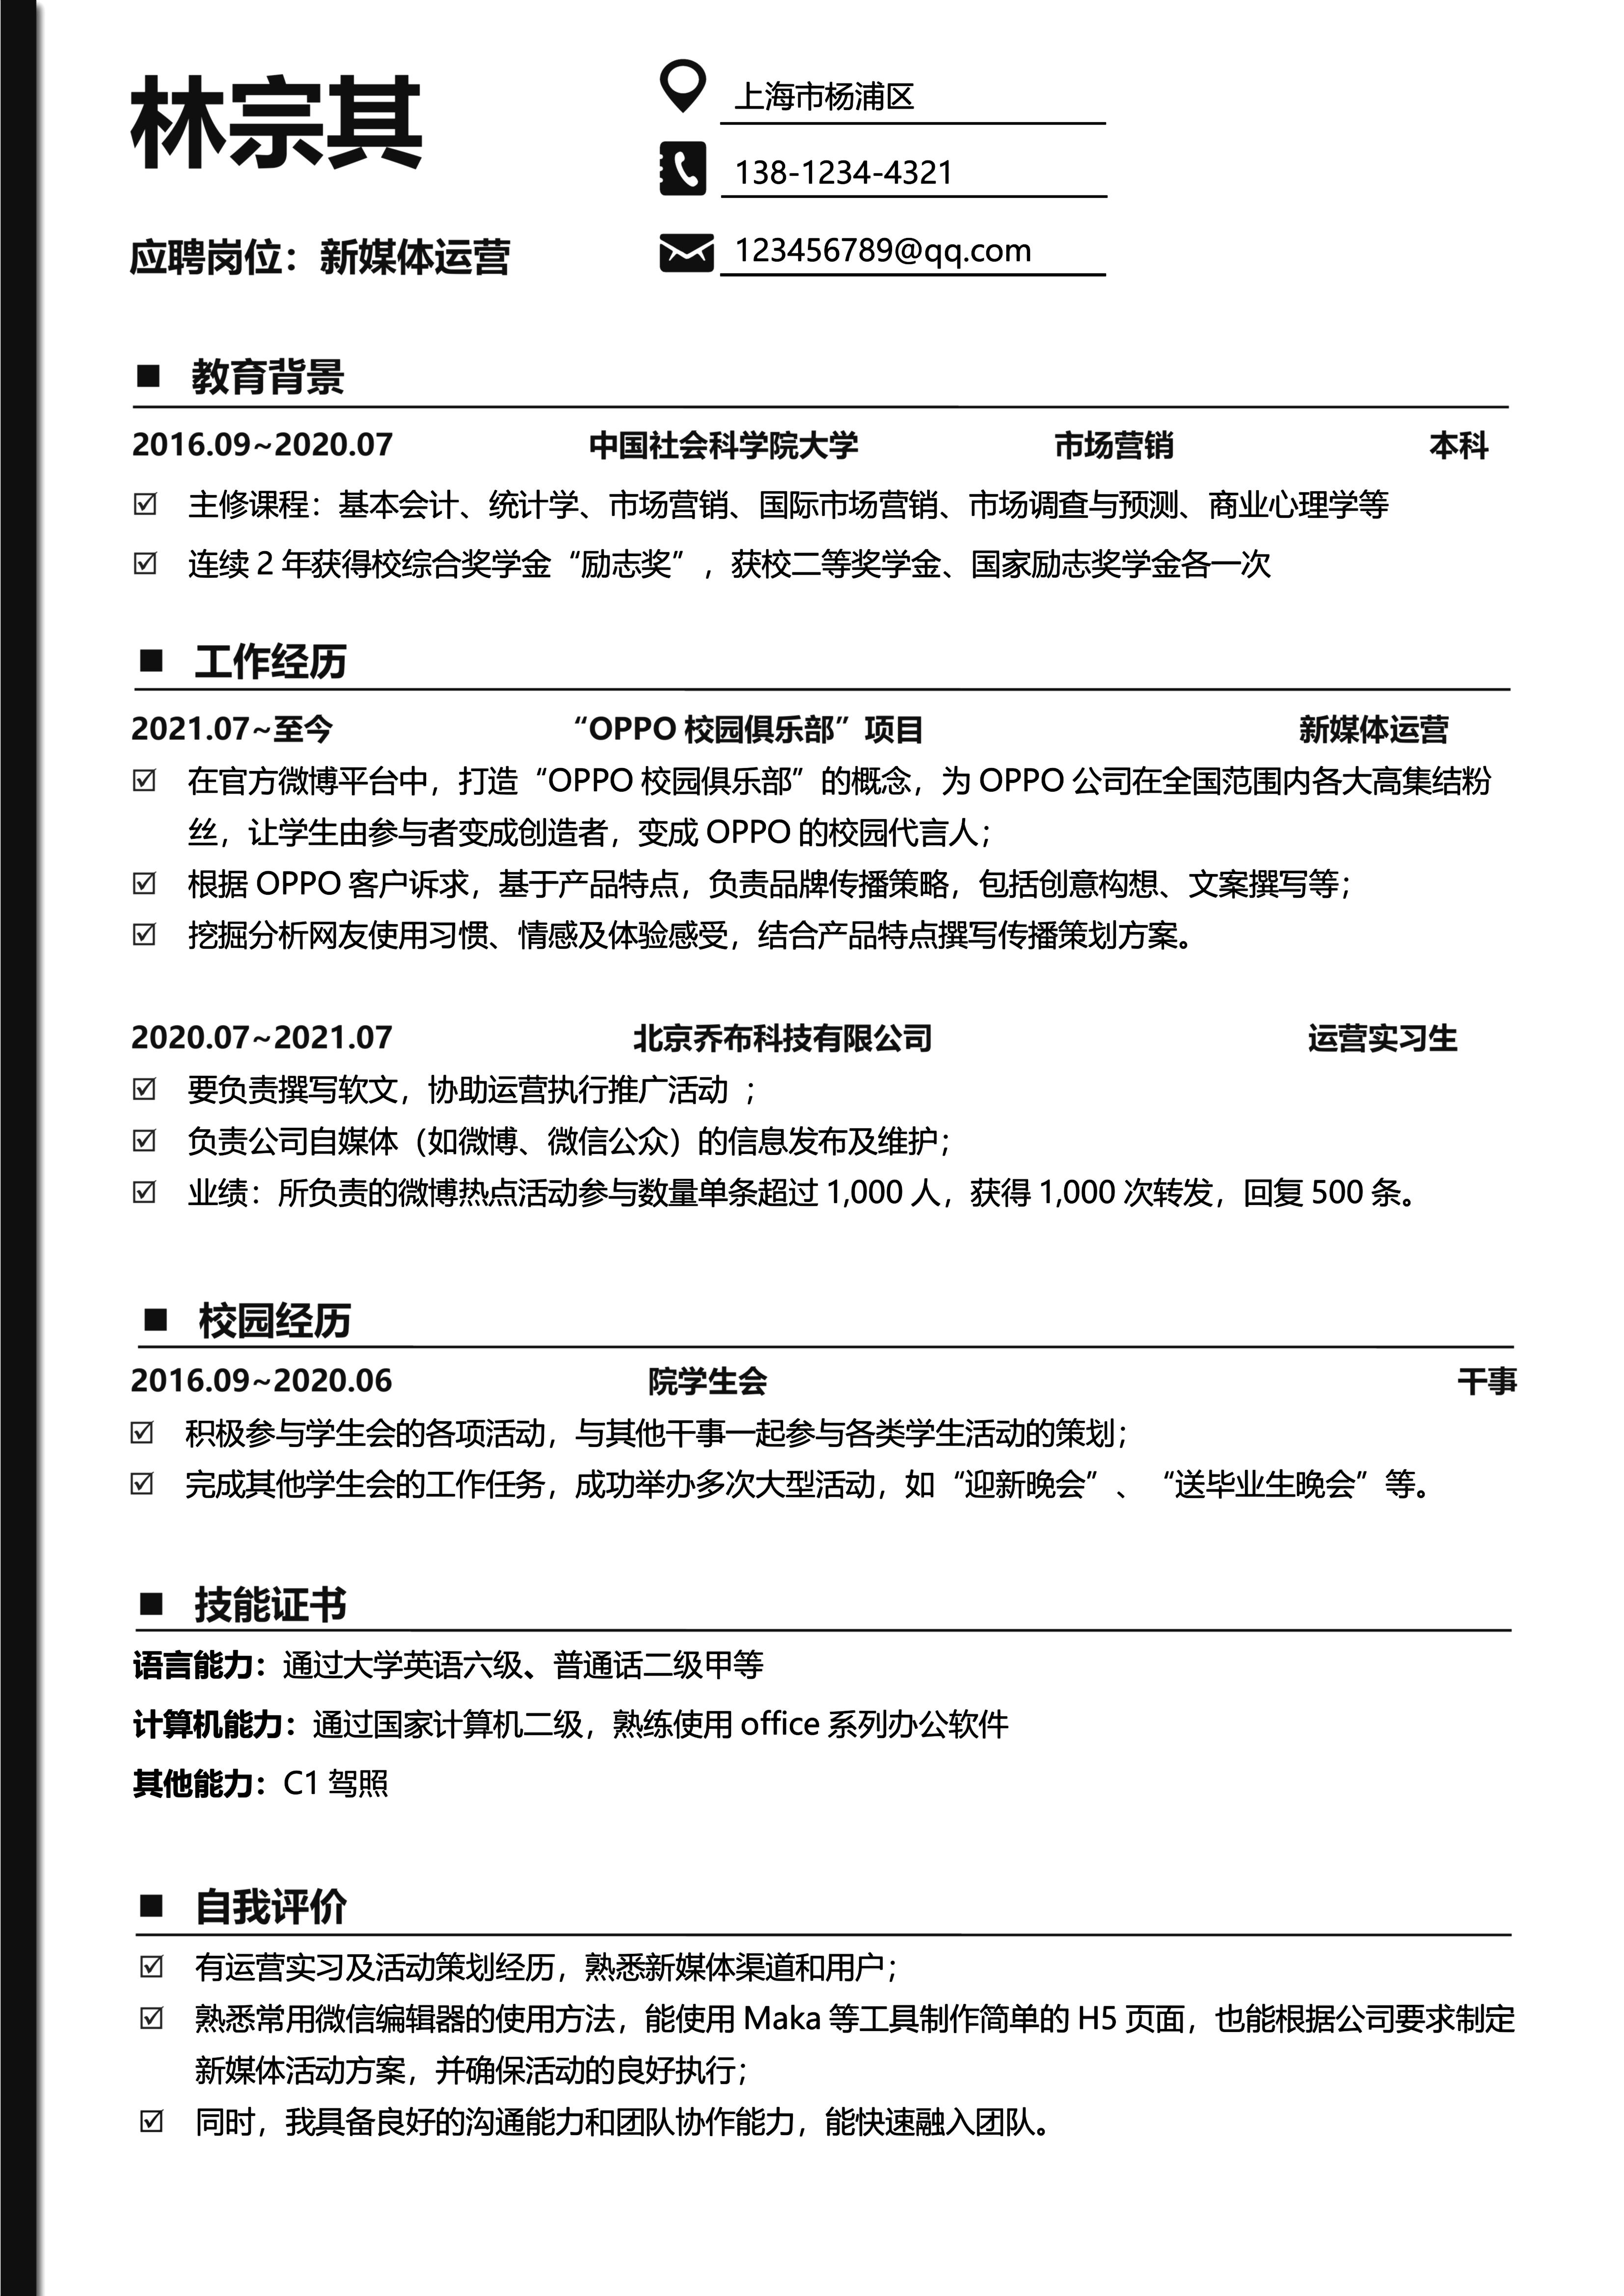 林宗其
应聘岗位：新媒体运营
上海市杨浦区
138-1234-4321
123456789@qq.com
教育背景
2016.09~2020.07 中国社会科学院大学 市场营销 本科
主修课程：基本会计、统计学、市场营销、国际市场营销、市场调查与预测、商业心理学等
连续 2 年获得校综合奖学金“励志奖”，获校二等奖学金、国家励志奖学金各一次
工作经历
2021.07~至今 “OPPO 校园俱乐部”项目 新媒体运营
在官方微博平台中，打造“OPPO 校园俱乐部”的概念，为 OPPO 公司在全国范围内各大高集结粉
丝，让学生由参与者变成创造者，变成 OPPO 的校园代言人；
根据 OPPO 客户诉求，基于产品特点，负责品牌传播策略，包括创意构想、文案撰写等；
挖掘分析网友使用习惯、情感及体验感受，结合产品特点撰写传播策划方案。
2020.07~2021.07 北京乔布科技有限公司 运营实习生
要负责撰写软文，协助运营执行推广活动 ；
负责公司自媒体（如微博、微信公众）的信息发布及维护；
业绩：所负责的微博热点活动参与数量单条超过 1,000 人，获得 1,000 次转发，回复 500 条。
校园经历
2016.09~2020.06 院学生会 干事
积极参与学生会的各项活动，与其他干事一起参与各类学生活动的策划；
完成其他学生会的工作任务，成功举办多次大型活动，如“迎新晚会”、“送毕业生晚会”等。
技能证书
语言能力：通过大学英语六级、普通话二级甲等
计算机能力：通过国家计算机二级，熟练使用 office 系列办公软件
其他能力：C1 驾照
自我评价
有运营实习及活动策划经历，熟悉新媒体渠道和用户；
熟悉常用微信编辑器的使用方法，能使用 Maka 等工具制作简单的 H5 页面，也能根据公司要求制定
新媒体活动方案，并确保活动的良好执行；
同时，我具备良好的沟通能力和团队协作能力，能快速融入团队。